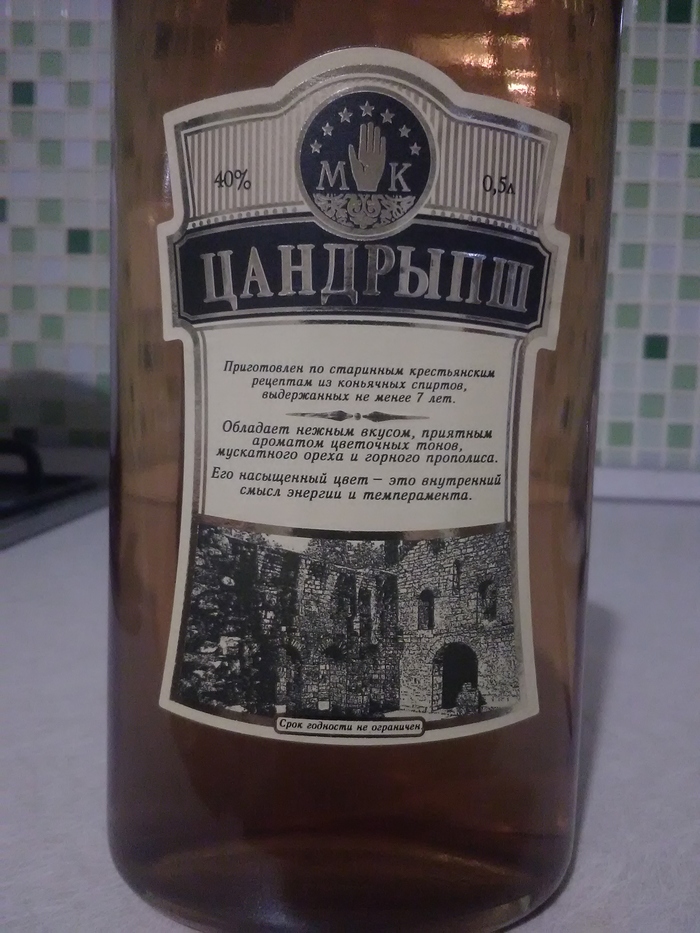 М К
40%
0,5л
ЦАНДРЫПШ
Приготовлен по старинным крестьянским
рецептам из коньячных спиртов,
выдержанных не менее 7 лет.
Обладает нежным вкусом, приятным
ароматом цветочных тонов,
мускатного ореха и горного прополиса.
Его насыщенный цвет – это внутренний
смысл энергии и темперамента.
Срок годности не ограничен